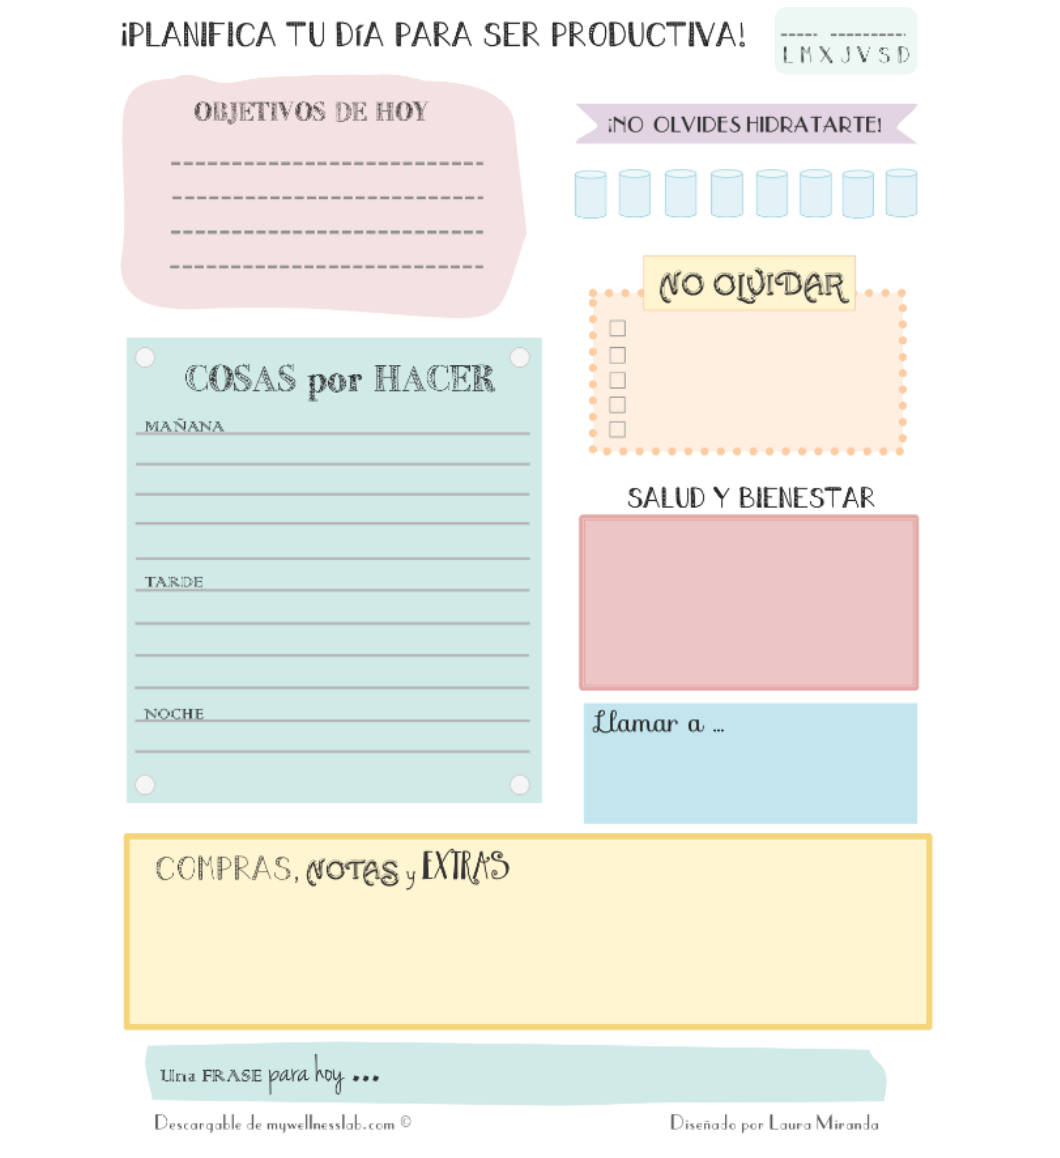 ¡PLANIFICA TU DíA PARA SER PRODUCTIVA!
L M X J V S D
OBJETIVOS DE HOY
¡NO OLVIDES HIDRATARTE!
NO OLVIDAR
COSAS por HACER
MAÑANA
TARDE
NOCHE
SALUD Y BIENESTAR
Llamar a ...
COMPRAS, NOTAS y EXTRAS
Una FRASE para hoy ...
Descargable de mywellnesslab.com ©
Diseñado por Laura Miranda